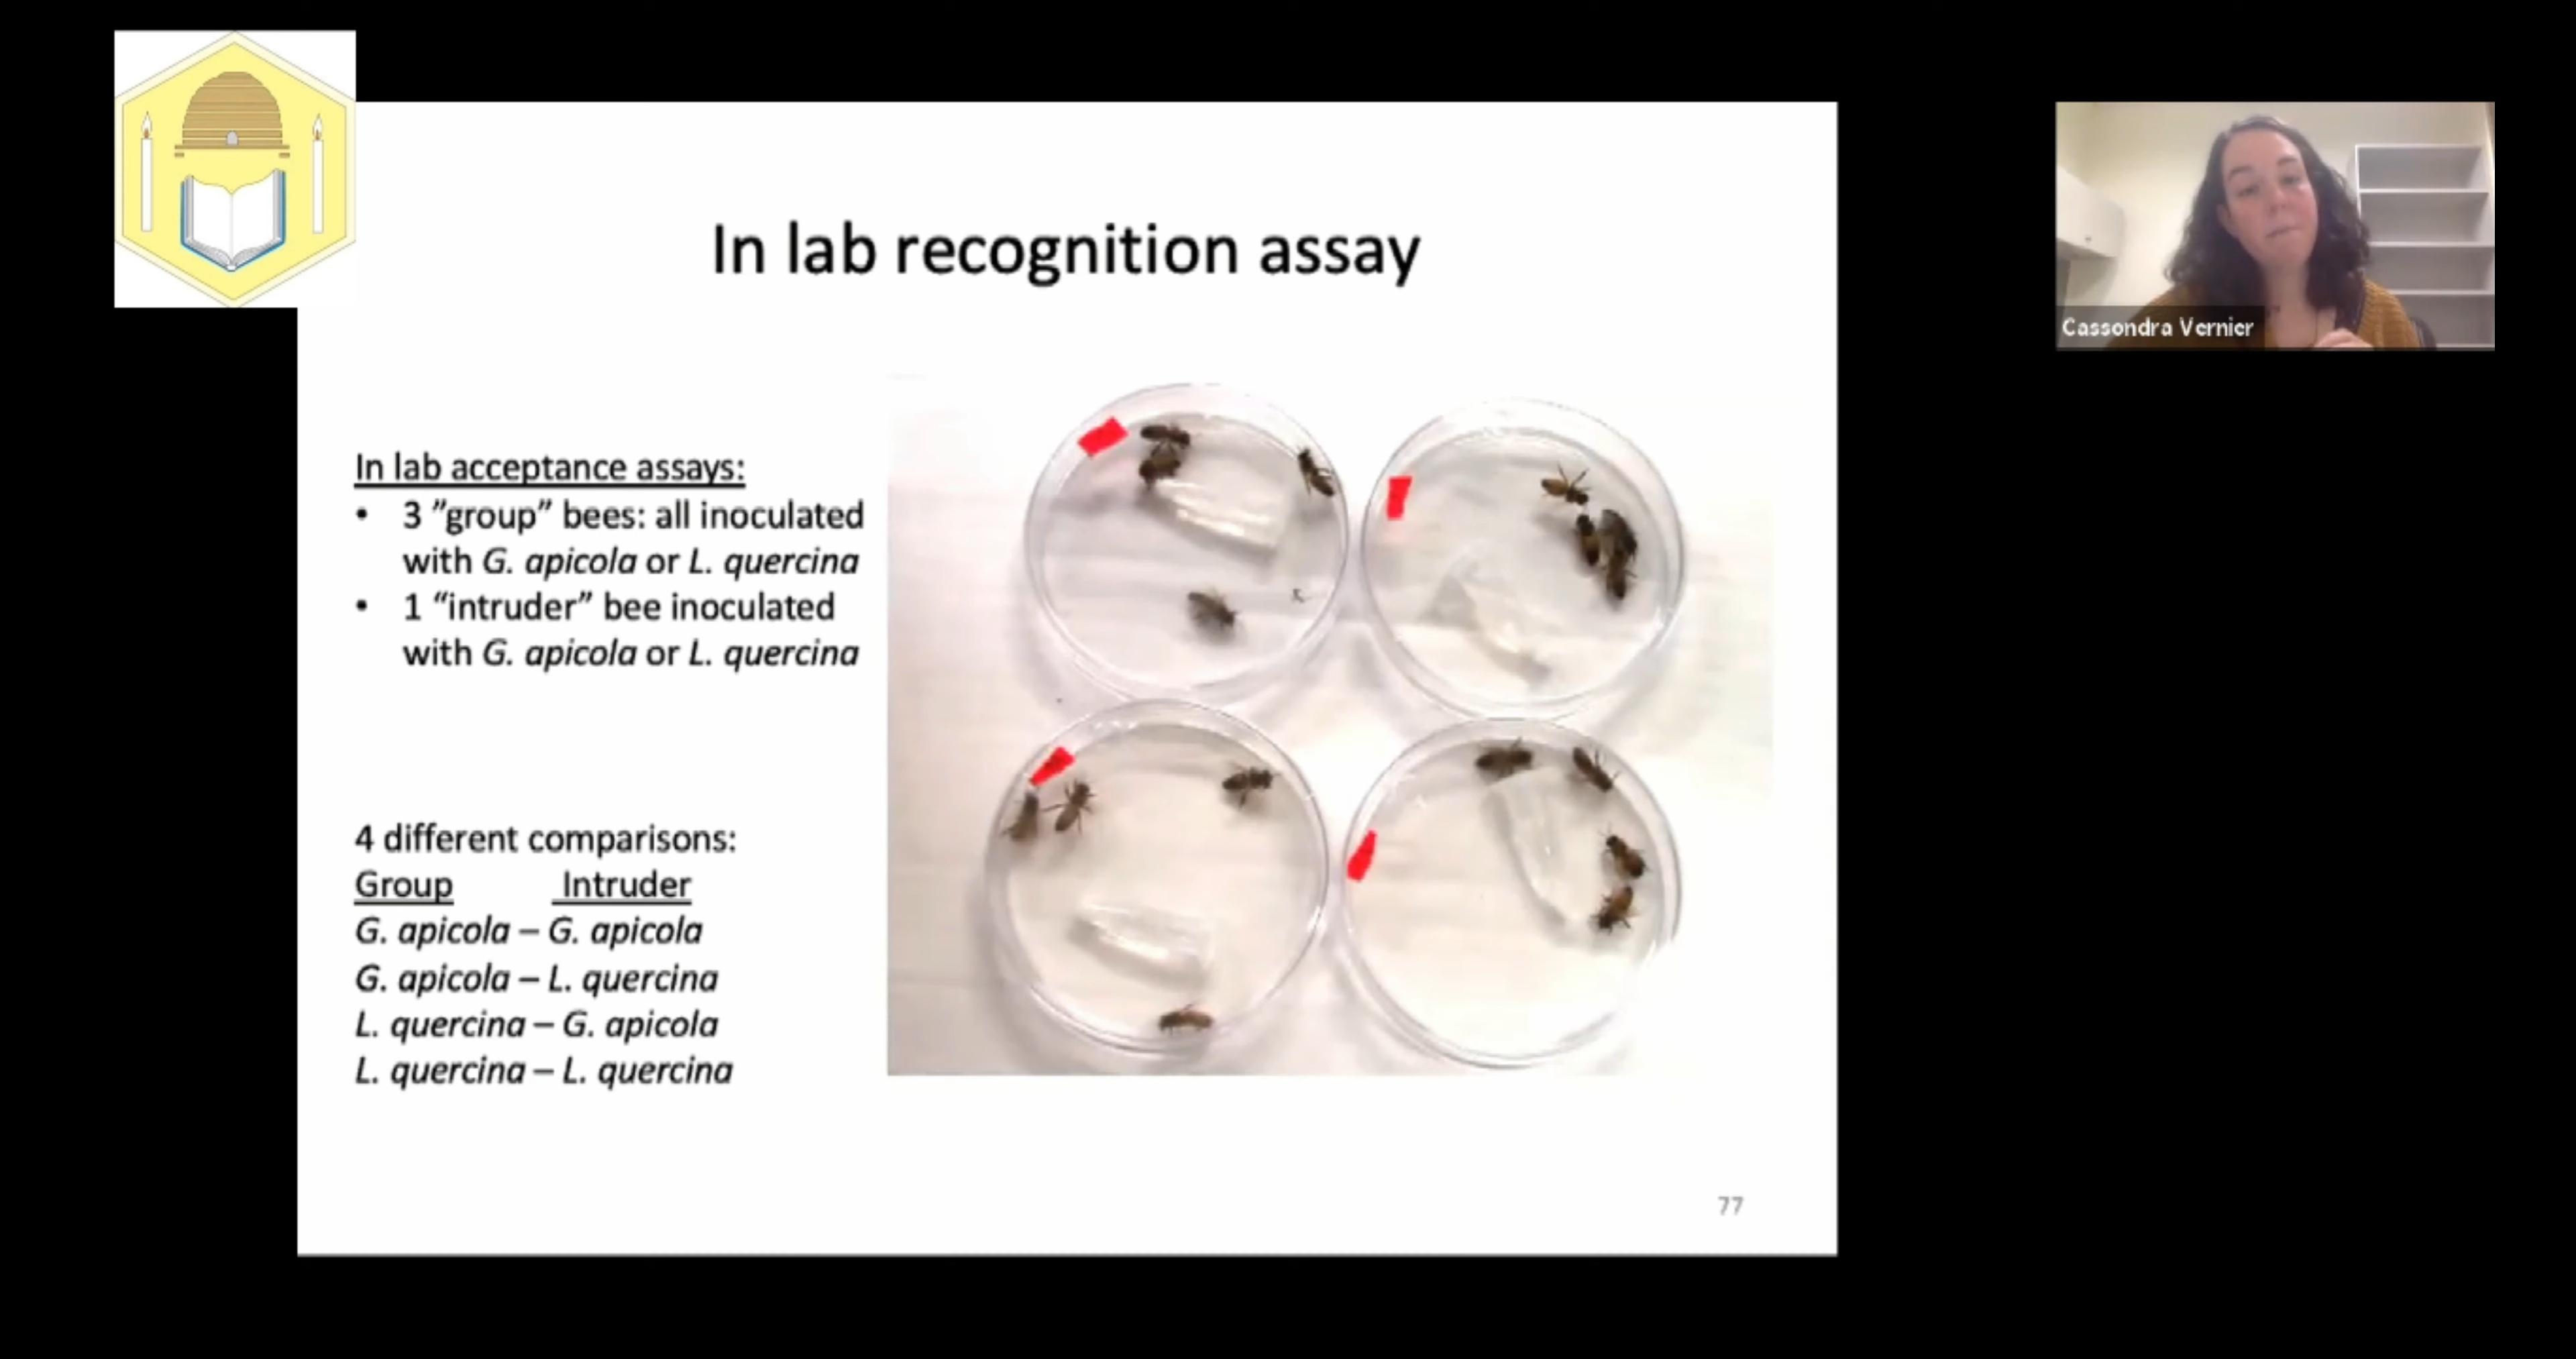 In lab recognition assay
In lab acceptance assays:
• 3 ”group” bees: all inoculated
with G. apicola or L. quercina
• 1 “intruder” bee inoculated
with G. apicola or L. quercina
4 different comparisons:
Group Intruder
G. apicola – G. apicola
G. apicola – L. quercina
L. quercina – G. apicola
L. quercina – L. quercina
77
Cassondra Vernier